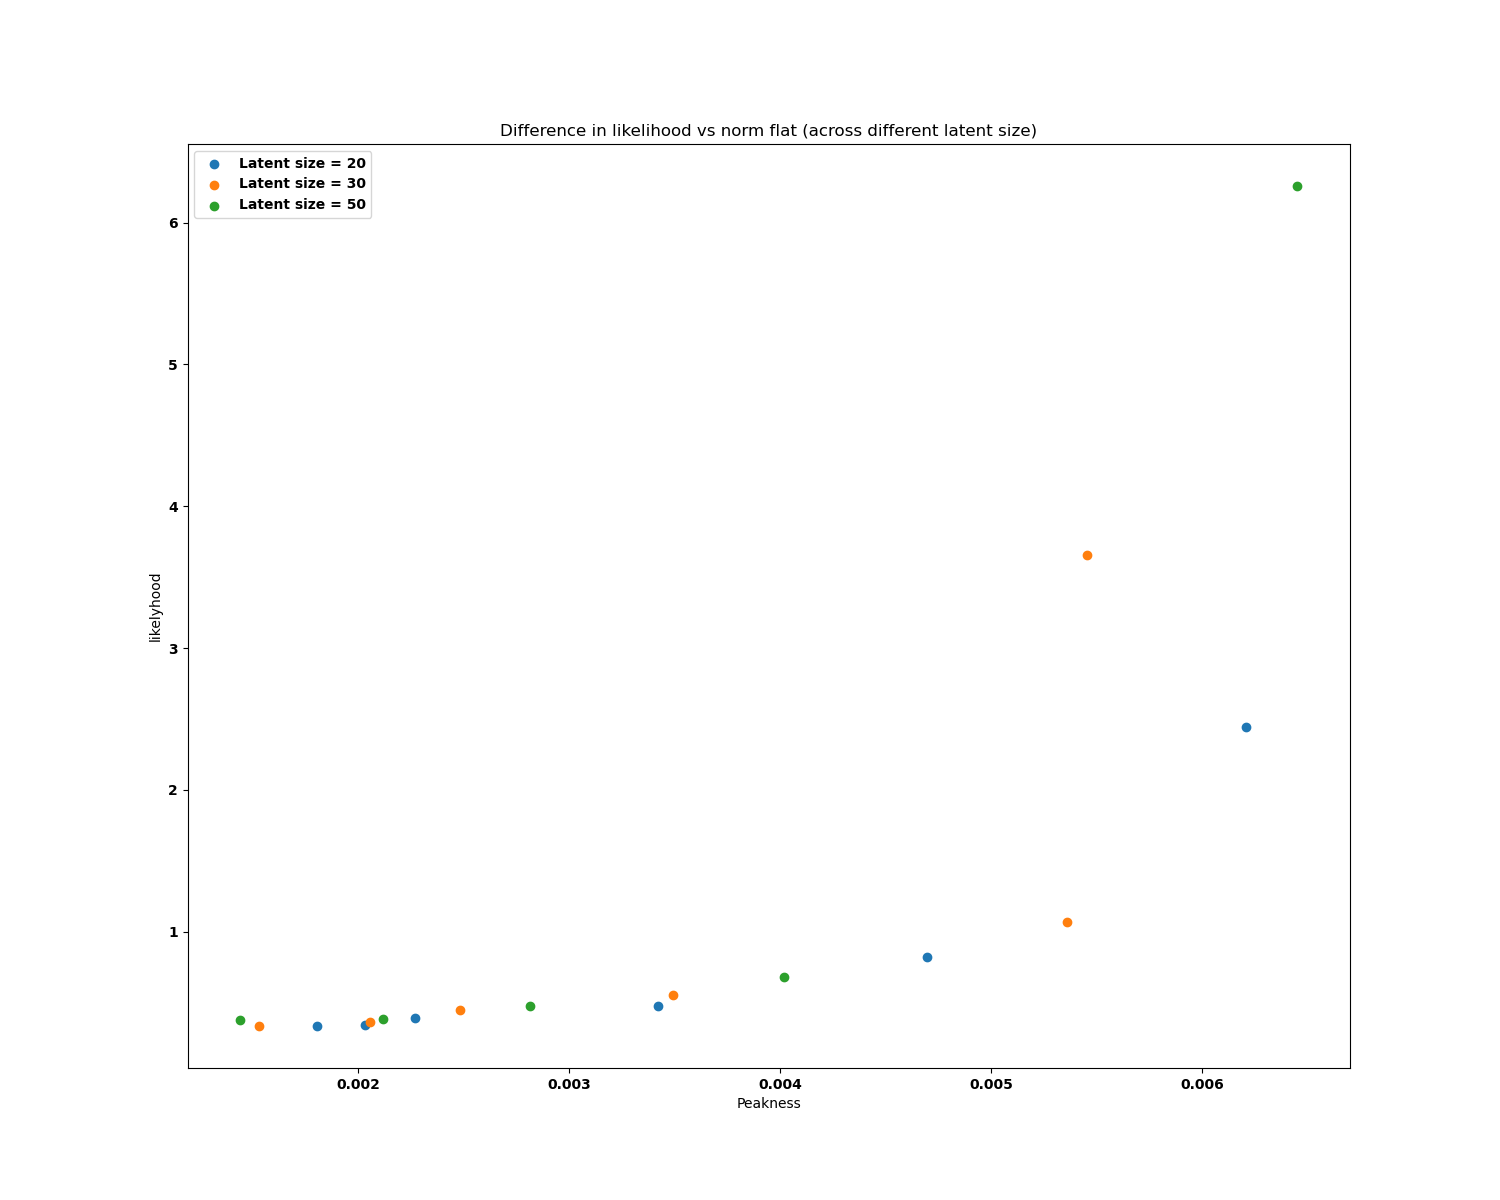 Difference in likelihood vs norm flat (across different latent size)
Latent size = 20
Latent size = 30
Latent size = 50
6
5
4
3
2
1
likelyhood
0.002 0.003 0.004 0.005 0.006
Peakness